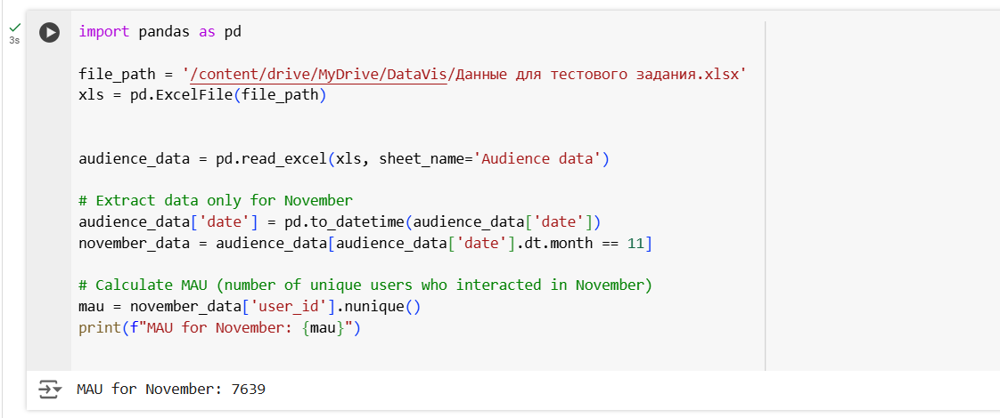 import pandas as pd
3s
file_path = '/content/drive/MyDrive/DataVis/Данные для тестового задания.xlsx'
xls = pd.ExcelFile(file_path)
audience_data = pd.read_excel(xls, sheet_name='Audience data')
# Extract data only for November
audience_data['date'] = pd.to_datetime(audience_data['date'])
november_data = audience_data[audience_data['date'].dt.month == 11]
# Calculate MAU (number of unique users who interacted in November)
mau = november_data['user_id'].nunique()
print(f"MAU for November: {mau}")
MAU for November: 7639